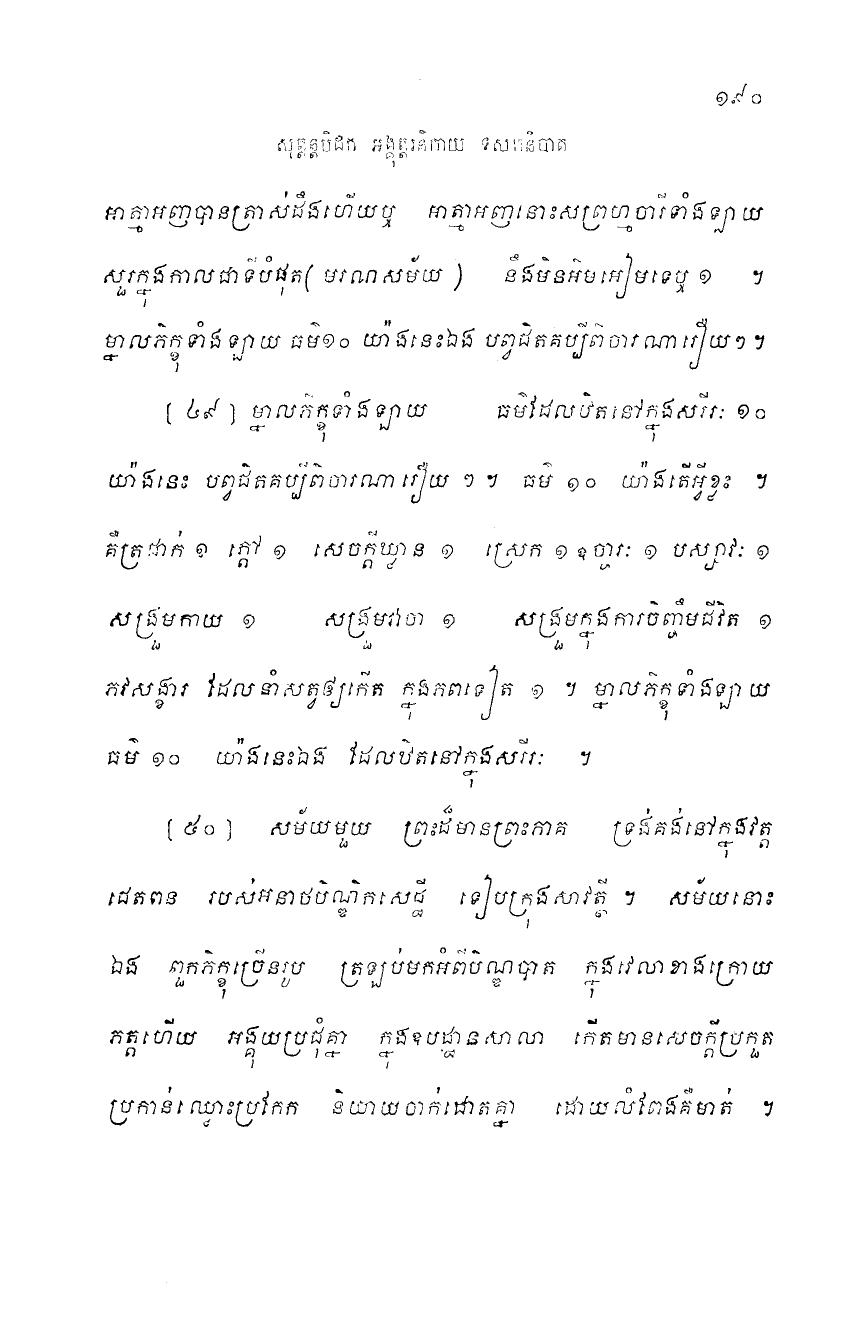 ១៩០
សុត្តន្តបិដក អង្គុត្តរនិកាយ ទសកនិបាត
អាត្មាអញបានត្រាស់ដឹងហើយឬ អាត្មាអញនោះសព្រហ្មចារីទាំងឡាយ
សួរក្នុងកាលជាទីបំផុត( មរណសម័យ ) នឹងមិនអឹមអៀមទេឬ ១ ។
ម្នាលភិក្ខុទាំងឡាយ ធម៌១០ យ៉ាងនេះឯង បព្វជិតគប្បីពិចារណារឿយៗ។
[ ៤៩ ] ម្នាលភិក្ខុទាំងឡាយ ធម៌ដែលឋិតនៅក្នុងសរីរៈ ១០
យ៉ាងនេះ បព្វជិតគប្បីពិចារណារឿយ ៗ ។ ធម៌ ១០ យ៉ាងតើអ្វីខ្លះ ។
គឺត្រជាក់ ១ ក្តៅ ១ សេចក្តីឃ្លាន ១ ស្រេក ១ ឧច្ចារៈ ១ បស្សាវៈ ១
សង្រួមកាយ ១ សង្រួមវាចា ១ សង្រួមក្នុងការចិញ្ចឹមជីវិត ១
ភវសង្ខារ ដែលនាំសត្វឲ្យកើត ក្នុងភពទៀត ១ ។ ម្នាលភិក្ខុទាំងឡាយ
ធម៌ ១០ យ៉ាងនេះឯង ដែលឋិតនៅក្នុងសរីរៈ ។
[ ៥០ ] សម័យមួយ ព្រះដ៏មានព្រះភាគ ទ្រង់គង់នៅក្នុងវត្ត
ជេតពន របស់អនាថបិណ្ឌិកសេដ្ឋី ទៀបក្រុងសាវត្ថី ។ សម័យនោះ
ឯង ពួកភិក្ខុច្រើនរូប ត្រឡប់មកអំពីបិណ្ឌបាត ក្នុងវេលាខាងក្រោយ
ភត្តហើយ អង្គុយប្រជុំគ្នា ក្នុងឧបដ្ឋានសាលា កើតមានសេចក្តីប្រកួត
ប្រកាន់ឈ្លោះប្រកែក និយាយចាក់ដោតគ្នា ដោយលំពែងគឺមាត់ ។